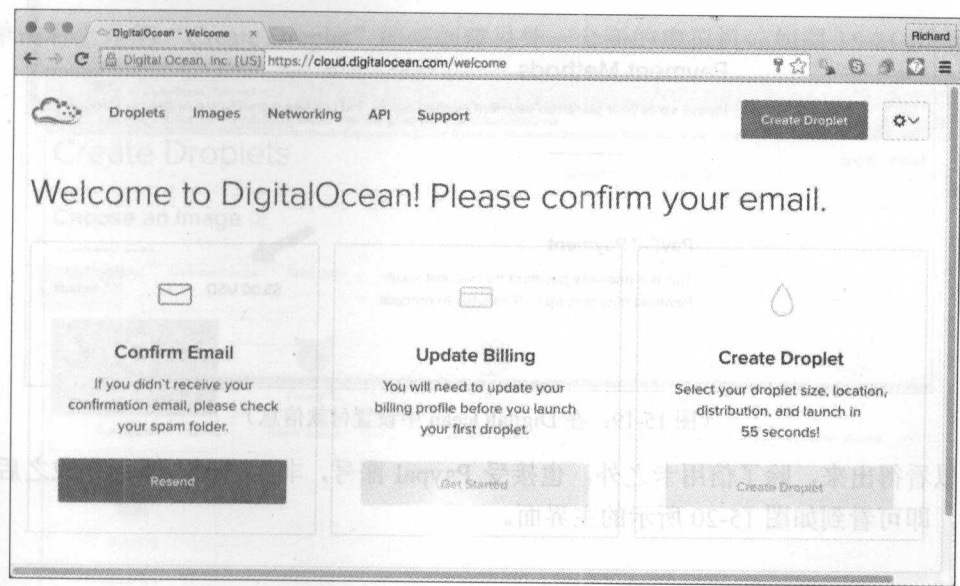 DigitalOcean - Welcome ×
Richard
Digital Ocean, Inc. [US] https://cloud.digitalocean.com/welcome
Droplets Images Networking API Support
Create Droplet
Welcome to DigitalOcean! Please confirm your email.
Confirm Email
If you didn't receive your
confirmation email, please check
your spam folder.
Resend
Update Billing
You will need to update your
billing profile before you launch
your first droplet.
Get Started
Create Droplet
Select your droplet size, location,
distribution, and launch in
55 seconds!
Create Droplet